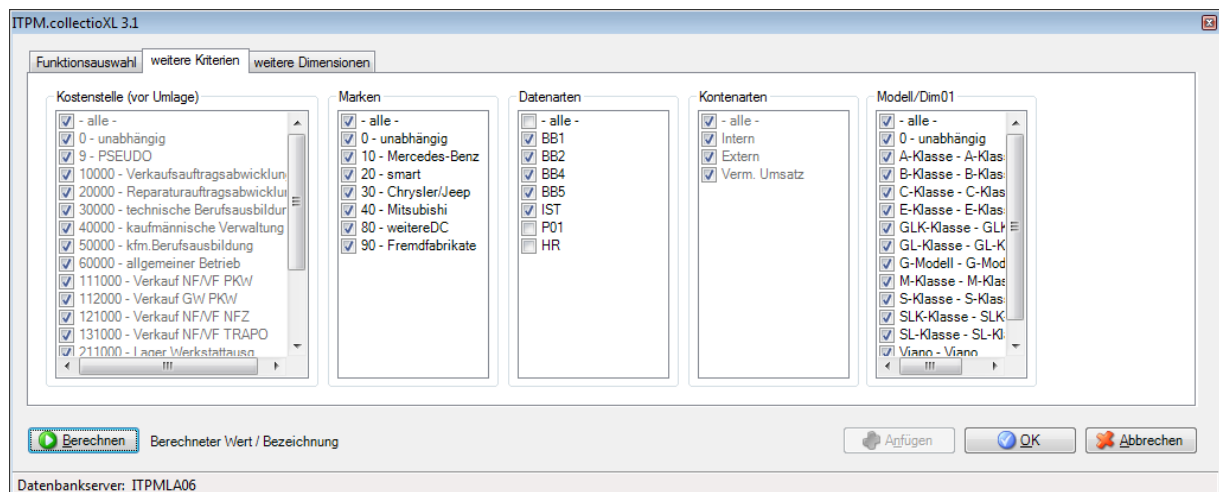 ITPM.collectioXL 3.1
Funktionsauswahl weitere Kriterien weitere Dimensionen
Kostenstelle (vor Umlage)
- alle -
0 - unabhängig
9 - PSEUDO
10000 - Verkaufsauftragsabwicklun
20000 - Reparaturauftragsabwicklur
30000 - technische Berufsausbildur
40000 - kaufmännische Verwaltung
50000 - kfm.Berufsausbildung
60000 - allgemeiner Betrieb
111000 - Verkauf NF/VF PKW
112000 - Verkauf GW PKW
121000 - Verkauf NF/VF NFZ
131000 - Verkauf NF/VF TRAPO
211000 - Lager Werkstattausg
Marken
- alle -
0 - unabhängig
10 - Mercedes-Benz
20 - smart
30 - Chrysler/Jeep
40 - Mitsubishi
80 - weitereDC
90 - Fremdfabrikate
Datenarten
- alle -
BB1
BB2
BB4
BB5
IST
P01
HR
Kontenarten
- alle -
Intern
Extern
Verm. Umsatz
Modell/Dim01
- alle -
0 - unabhängig
A-Klasse - A-Klas
B-Klasse - B-Klas
C-Klasse - C-Klas
E-Klasse - E-Klas
GLK-Klasse - GLK
GL-Klasse - GL-K
G-Modell - G-Mod
M-Klasse - M-Klas
S-Klasse - S-Klas
SLK-Klasse - SLK
SL-Klasse - SL-Kl
Viano - Viano
Berechnen Berechneter Wert / Bezeichnung Anfügen OK Abbrechen
Datenbankserver: ITPMLA06